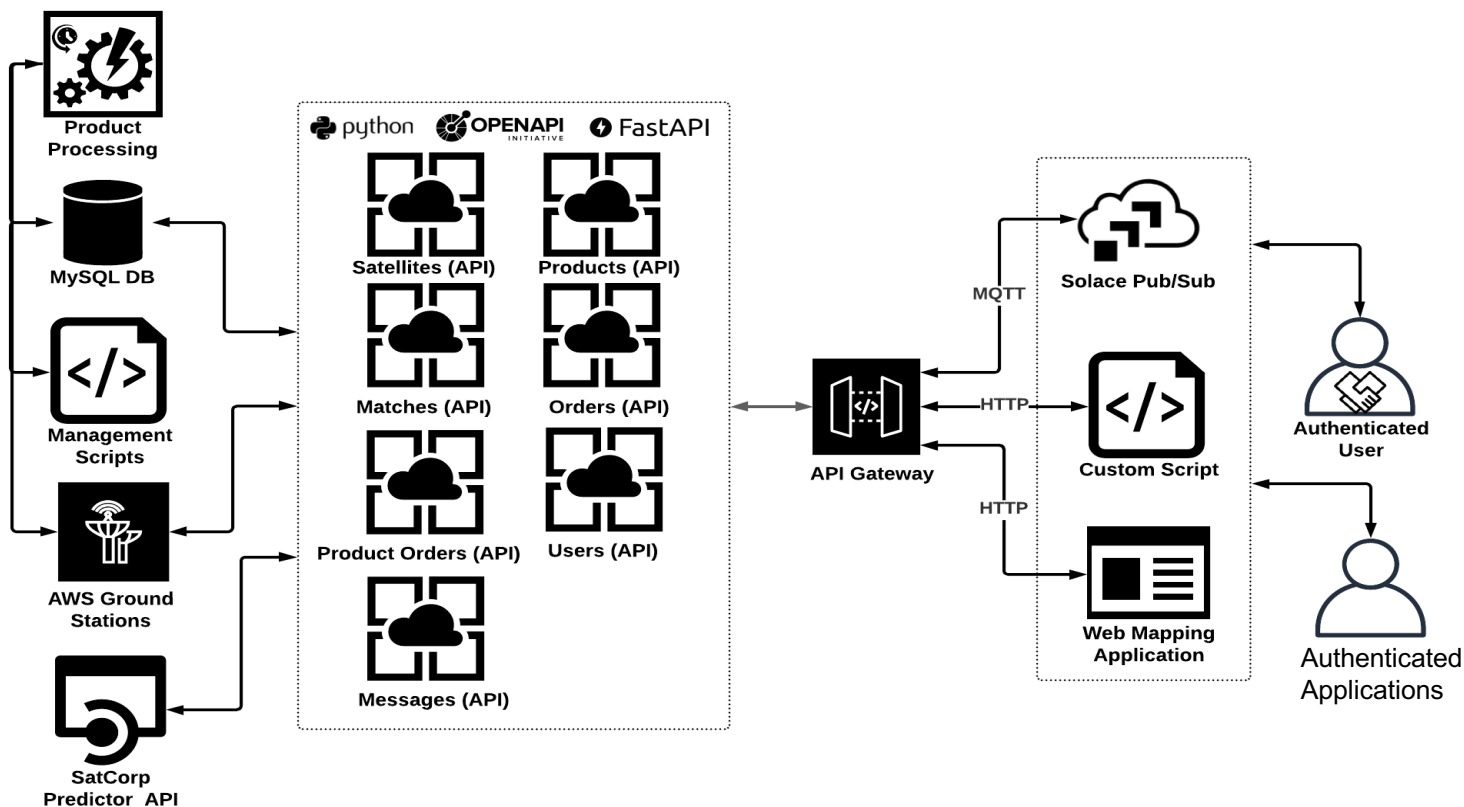 Product
Processing
MySQL DB
</>
Management
Scripts
AWS Ground
Stations
SatCorp
Predictor API
python
OPENAPI
INITIATIVE
FastAPI
Satellites (API)
Products (API)
Matches (API)
Orders (API)
Product Orders (API)
Users (API)
Messages (API)
</>
API Gateway
MQTT
HTTP
HTTP
Solace Pub/Sub
</>
Custom Script
Web Mapping
Application
Authenticated
User
Authenticated
Applications